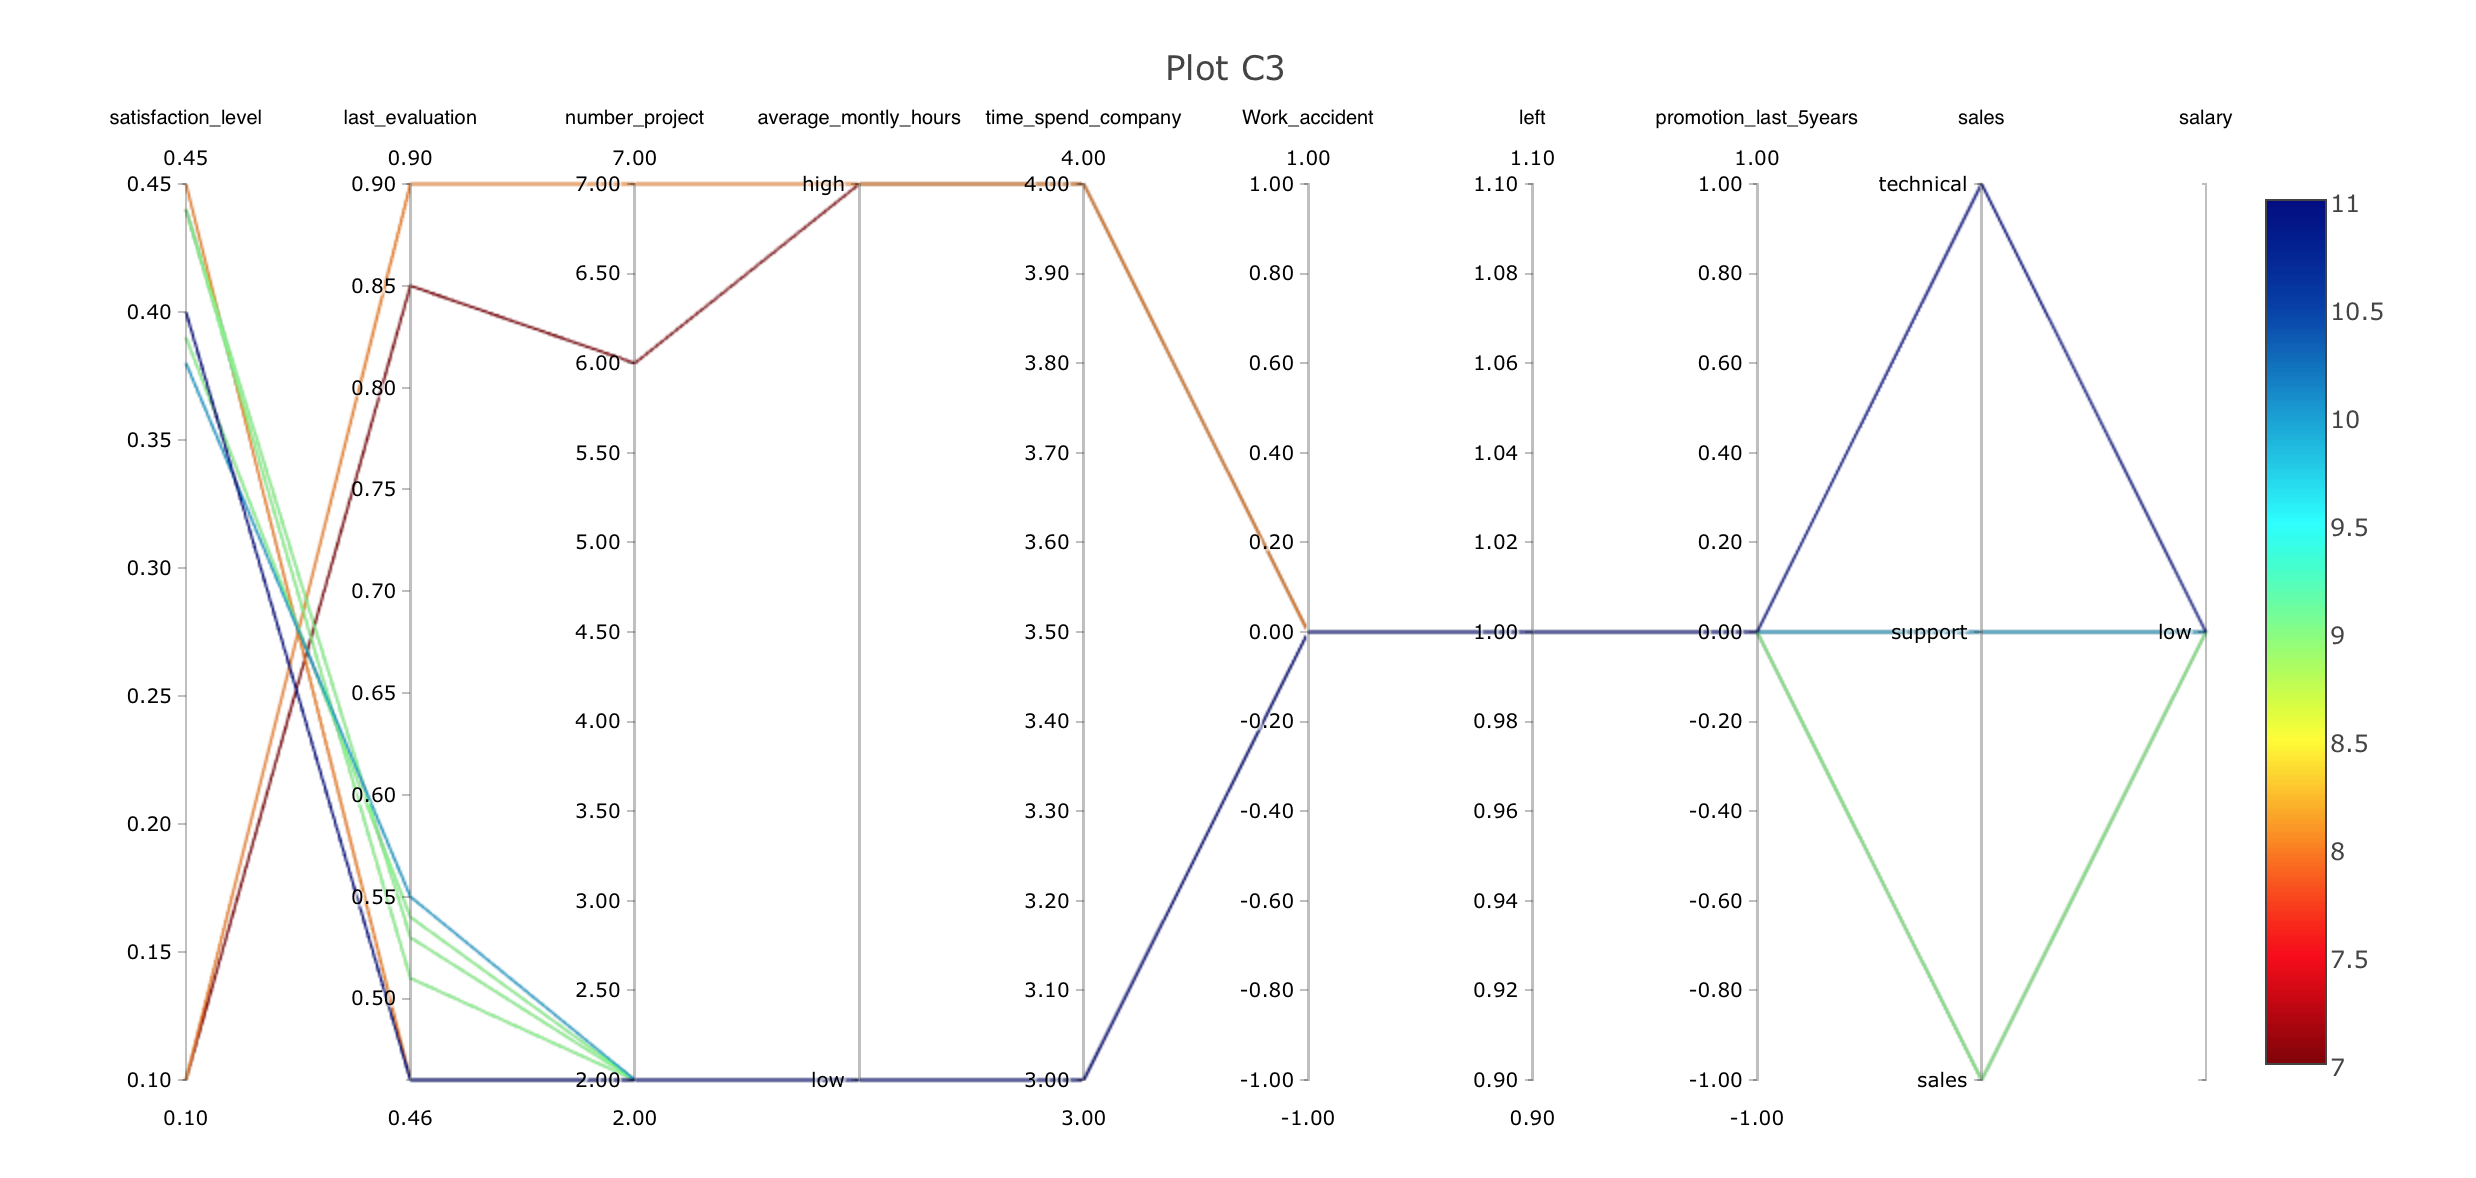 Plot C3
satisfaction_level last_evaluation number_project average_montly_hours time_spend_company Work_accident left promotion_last_5years sales salary
0.45 0.90 7.00 4.00 1.00 1.10 1.00
0.45 0.90 7.00 high 4.00 1.00 1.10 1.00 technical
11
6.50 3.90 0.80 1.08 0.80
0.85
0.40 10.5
6.00 3.80 0.60 1.06 0.60
0.80
10
0.35
5.50 3.70 0.40 1.04 0.40
0.75
9.5
5.00 3.60 0.20 1.02 0.20
0.30
0.70
4.50 3.50 0.00 1.00 0.00 support low
9
0.25 0.65
4.00 3.40 -0.20 0.98 -0.20
8.5
0.60
3.50 3.30 -0.40 0.96 -0.40
0.20
8
0.55
3.00 3.20 -0.60 0.94 -0.60
0.15
7.5
2.50 3.10 -0.80 0.92 -0.80
0.50
7
0.10 2.00 low 3.00 -1.00 0.90 -1.00 sales
0.10 0.46 2.00 3.00 -1.00 0.90 -1.00